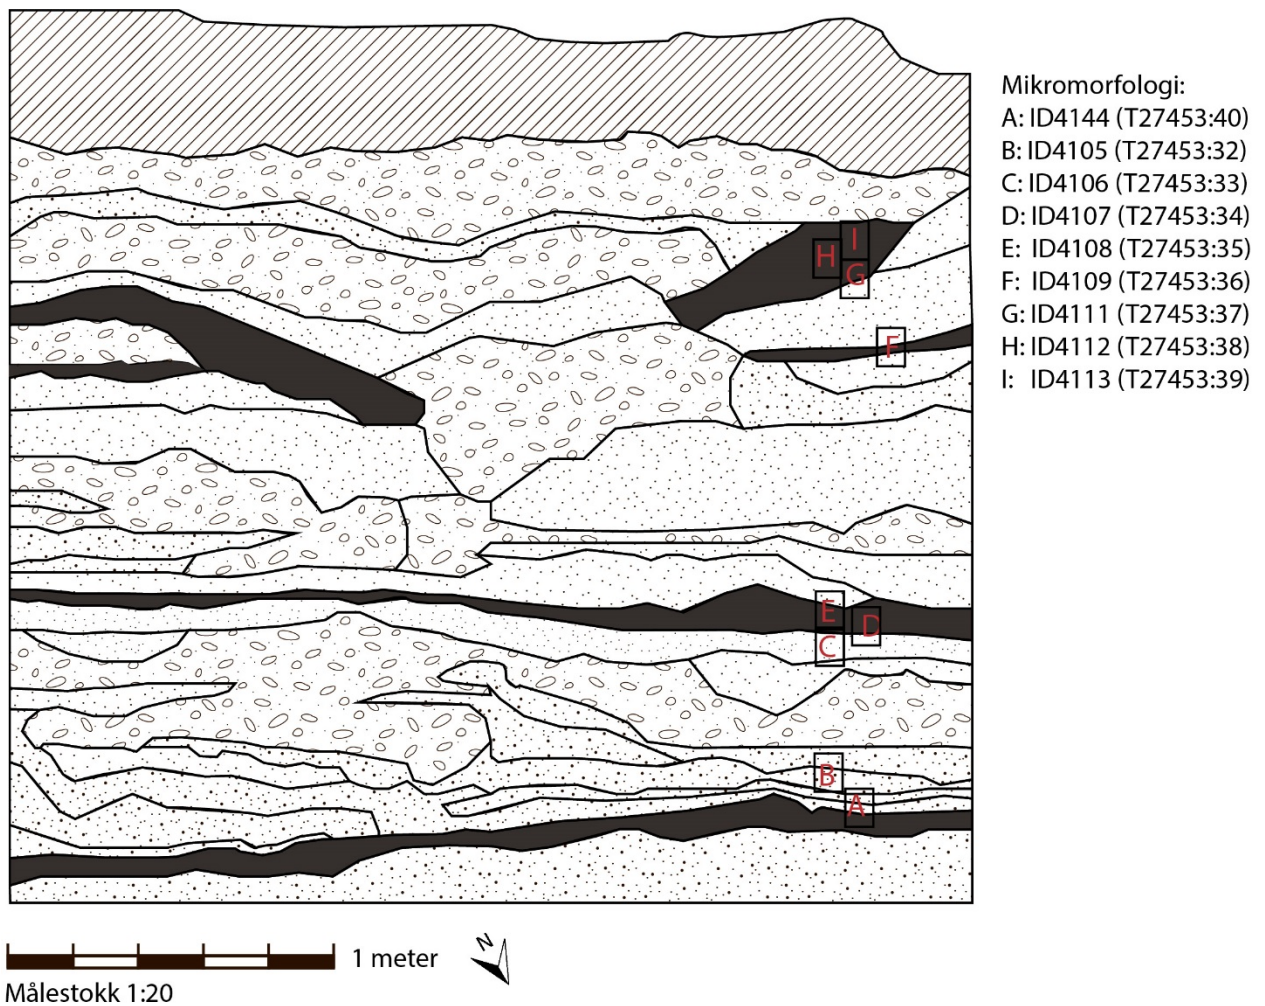 Mikromorfologi:
A: ID4144 (T27453:40)
B: ID4105 (T27453:32)
C: ID4106 (T27453:33)
D: ID4107 (T27453:34)
E: ID4108 (T27453:35)
F: ID4109 (T27453:36)
G: ID4111 (T27453:37)
H: ID4112 (T27453:38)
I: ID4113 (T27453:39)
I
H
G
F
E
D
C
B
A
N
1 meter
Målestokk 1:20